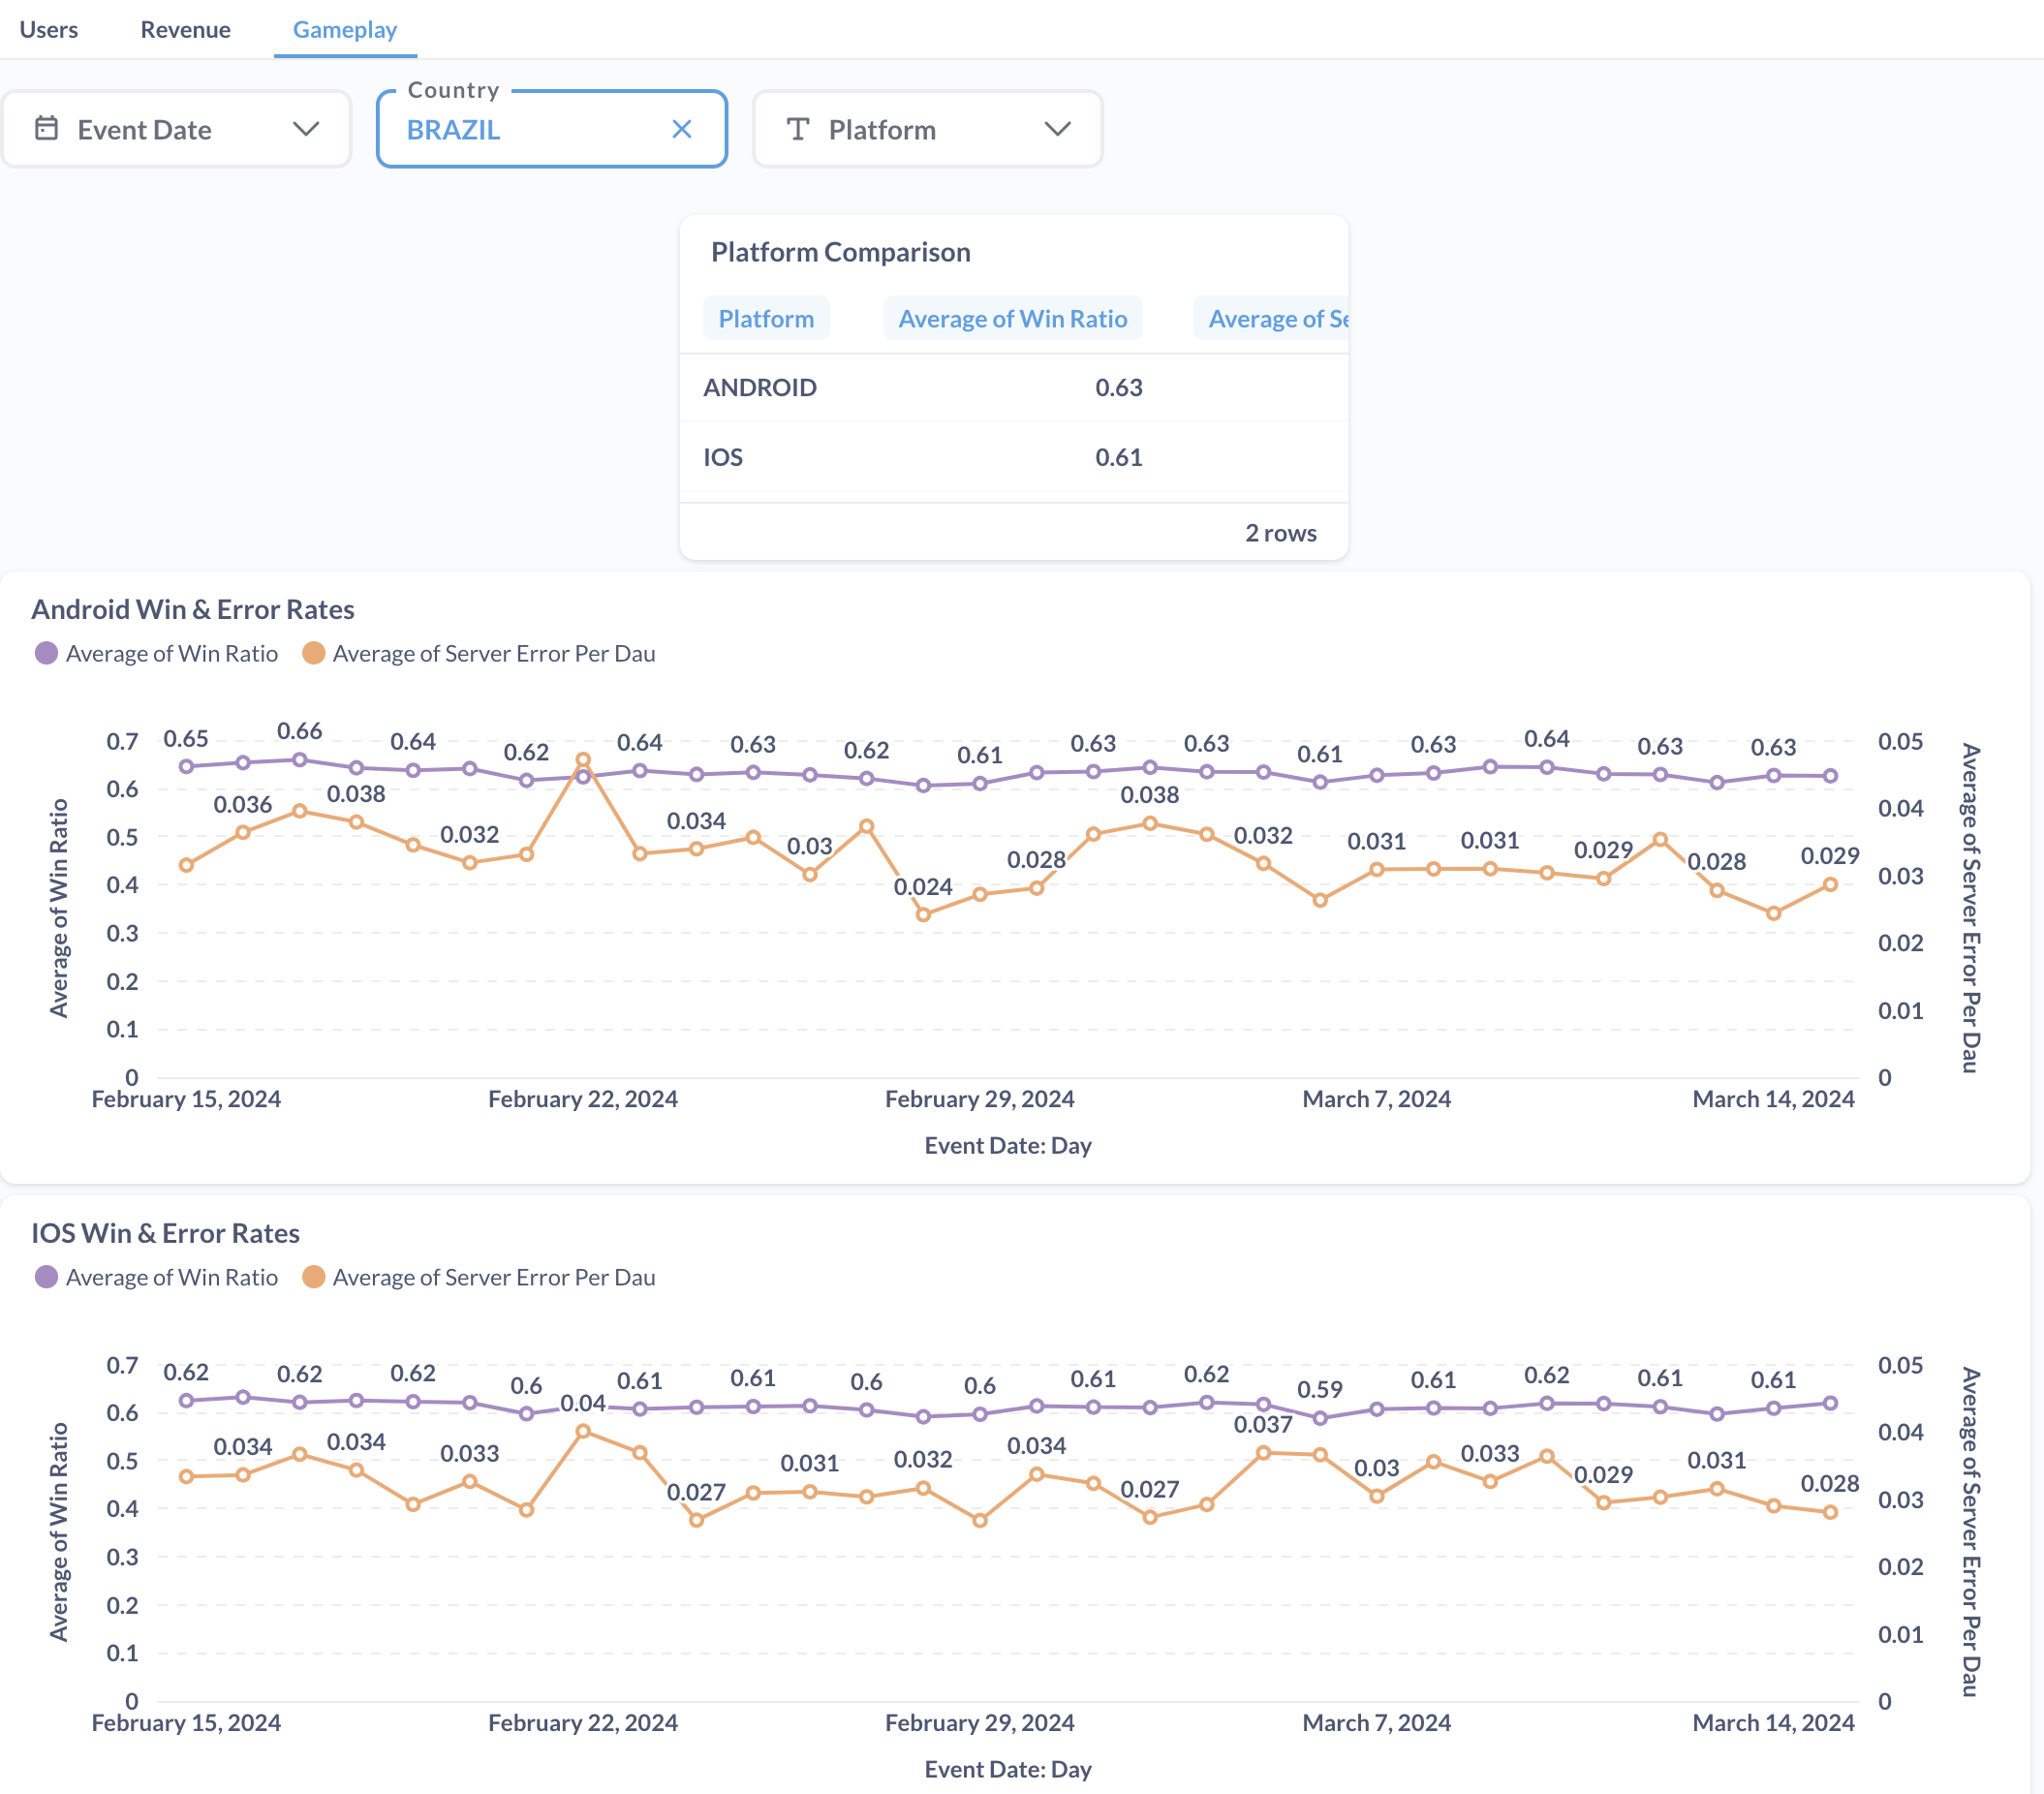 Users Revenue Gameplay
Country
Event Date BRAZIL Platform
Platform Comparison
Platform Average of Win Ratio Average of Se
ANDROID 0.63
IOS 0.61
2 rows
Android Win & Error Rates
Average of Win Ratio Average of Server Error Per Dau
Average of Win Ratio
0.7
0.6
0.5
0.4
0.3
0.2
0.1
0
0.65 0.66 0.64 0.62 0.64 0.63 0.62 0.61 0.63 0.63 0.61 0.63 0.64 0.63 0.63
0.036 0.038 0.032 0.034 0.03 0.024 0.028 0.038 0.032 0.031 0.031 0.029 0.028 0.029
0.05
0.04
0.03
0.02
0.01
0
Average of Server Error Per Dau
February 15, 2024 February 22, 2024 February 29, 2024 March 7, 2024 March 14, 2024
Event Date: Day
IOS Win & Error Rates
Average of Win Ratio Average of Server Error Per Dau
Average of Win Ratio
0.7
0.6
0.5
0.4
0.3
0.2
0.1
0
0.62 0.62 0.62 0.6 0.61 0.61 0.6 0.6 0.61 0.62 0.59 0.61 0.62 0.61 0.61
0.034 0.034 0.033 0.04 0.027 0.031 0.032 0.034 0.027 0.037 0.03 0.033 0.029 0.031 0.028
0.05
0.04
0.03
0.02
0.01
0
Average of Server Error Per Dau
February 15, 2024 February 22, 2024 February 29, 2024 March 7, 2024 March 14, 2024
Event Date: Day